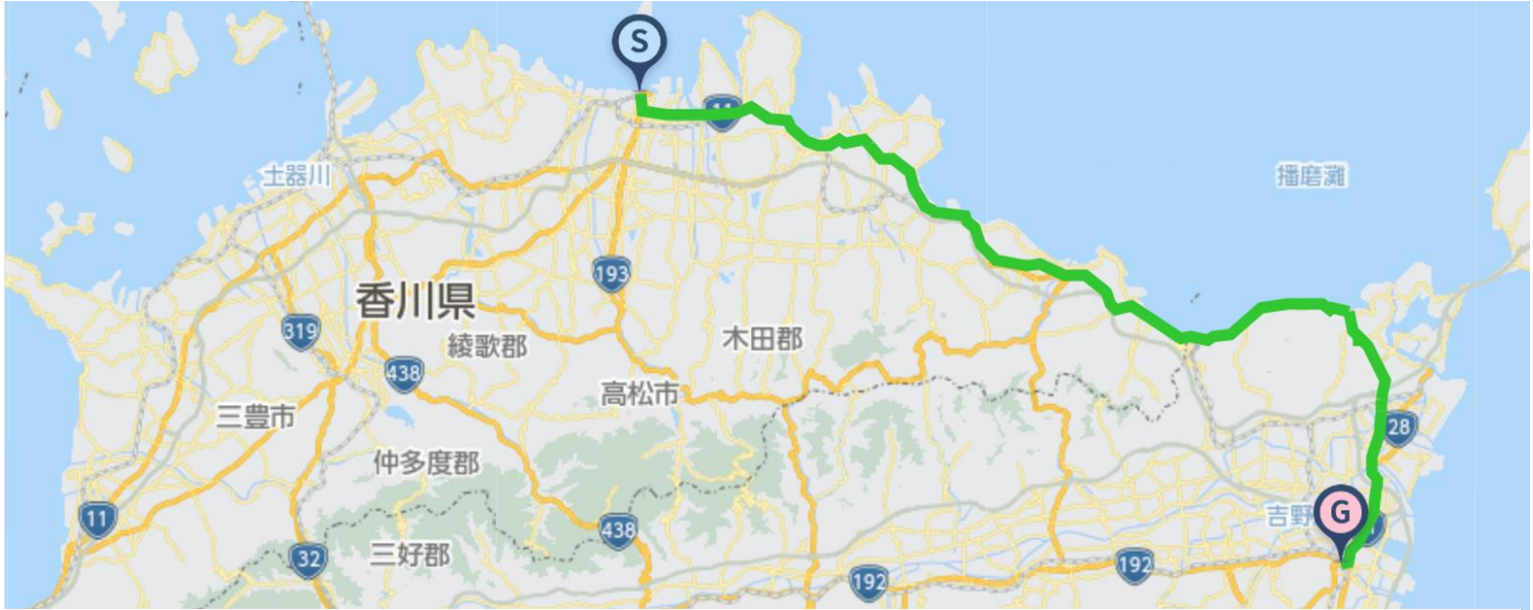 S
土器川
播磨灘
193
香川県
319
綾歌郡
木田郡
438
高松市
三豊市
28
仲多度郡
G
吉野
11
438
32
三好郡
192
192